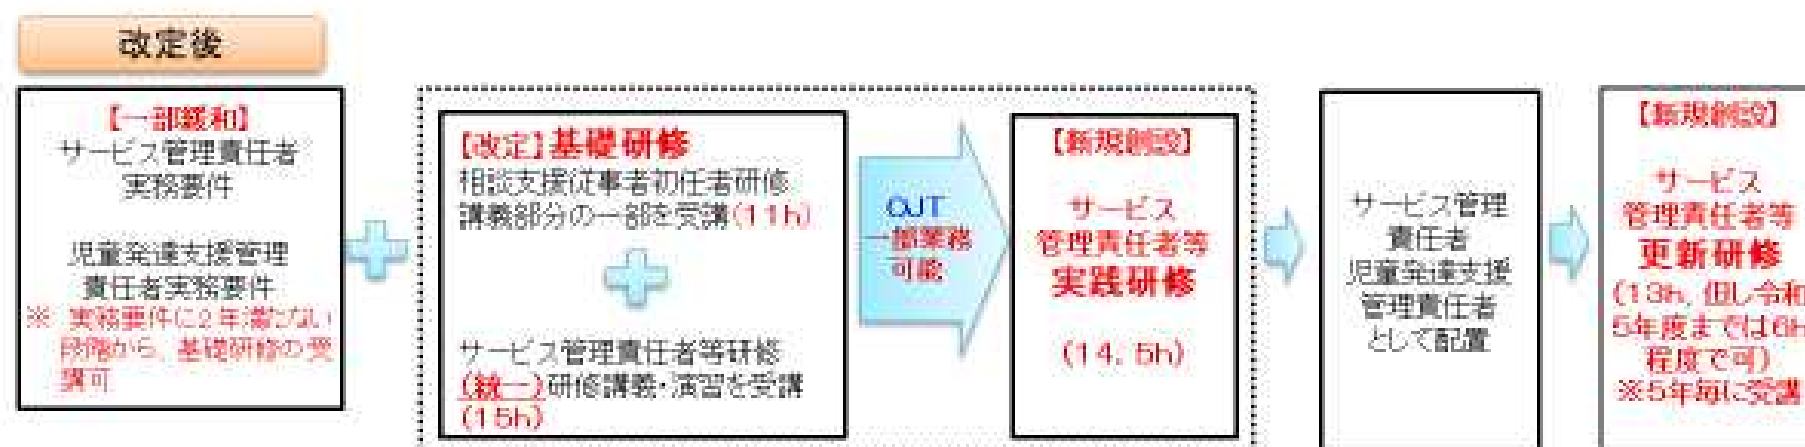 改定後
【一部緩和】
サービス管理責任者
実務要件
児童発達支援管理
責任者実務要件
※ 実務要件に2年満たない
段階から、基礎研修の受
講可
【改定】基礎研修
相談支援従事者初任者研修
講義部分の一部を受講(11h)
サービス管理責任者等研修
(統一)研修講義・演習を受講
(15h)
OJT
一部業務
可能
【新規創設】
サービス
管理責任者等
実践研修
(14.5h)
サービス管理
責任者
児童発達支援
管理責任者
として配置
【新規創設】
サービス
管理責任者等
更新研修
(13h、但し令和
5年度までは6h
程度で可)
※5年毎に受講